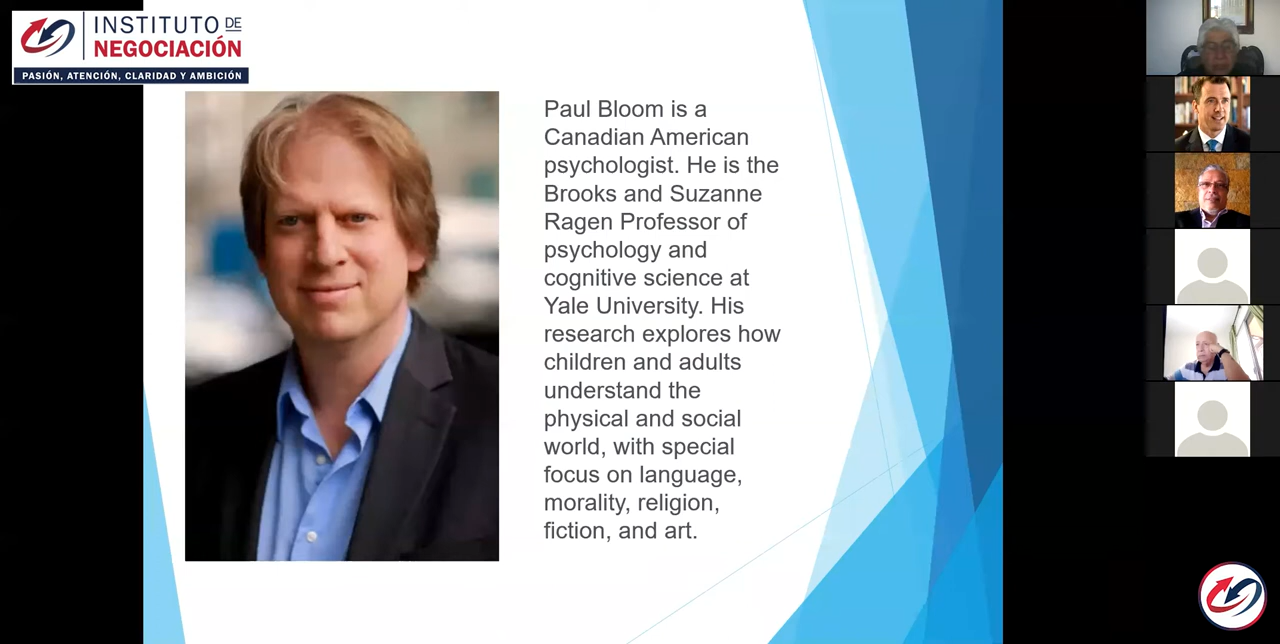 INSTITUTO DE
NEGOCIACIÓN
PASIÓN, ATENCIÓN, CLARIDAD Y AMBICIÓN
Paul Bloom is a
Canadian American
psychologist. He is the
Brooks and Suzanne
Ragen Professor of
psychology and
cognitive science at
Yale University. His
research explores how
children and adults
understand the
physical and social
world, with special
focus on language,
morality, religion,
fiction, and art.